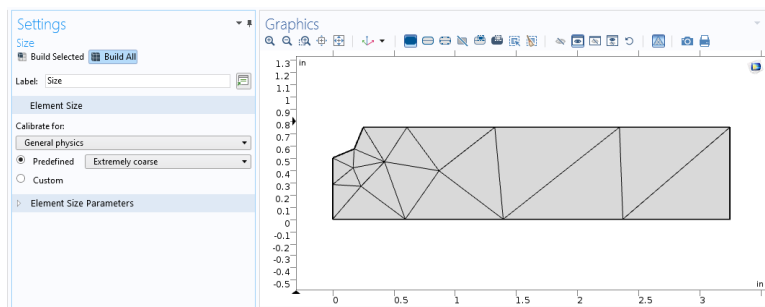 Settings
Size
Build Selected Build All
Label: Size
Element Size
Calibrate for:
General physics
Predefined Extremely coarse
Custom
Element Size Parameters
Graphics
1.3 in
1.2
1.1
1
0.9
0.8
0.7
0.6
0.5
0.4
0.3
0.2
0.1
0
-0.1
-0.2
-0.3
-0.4
-0.5
in
0 0.5 1 1.5 2 2.5 3